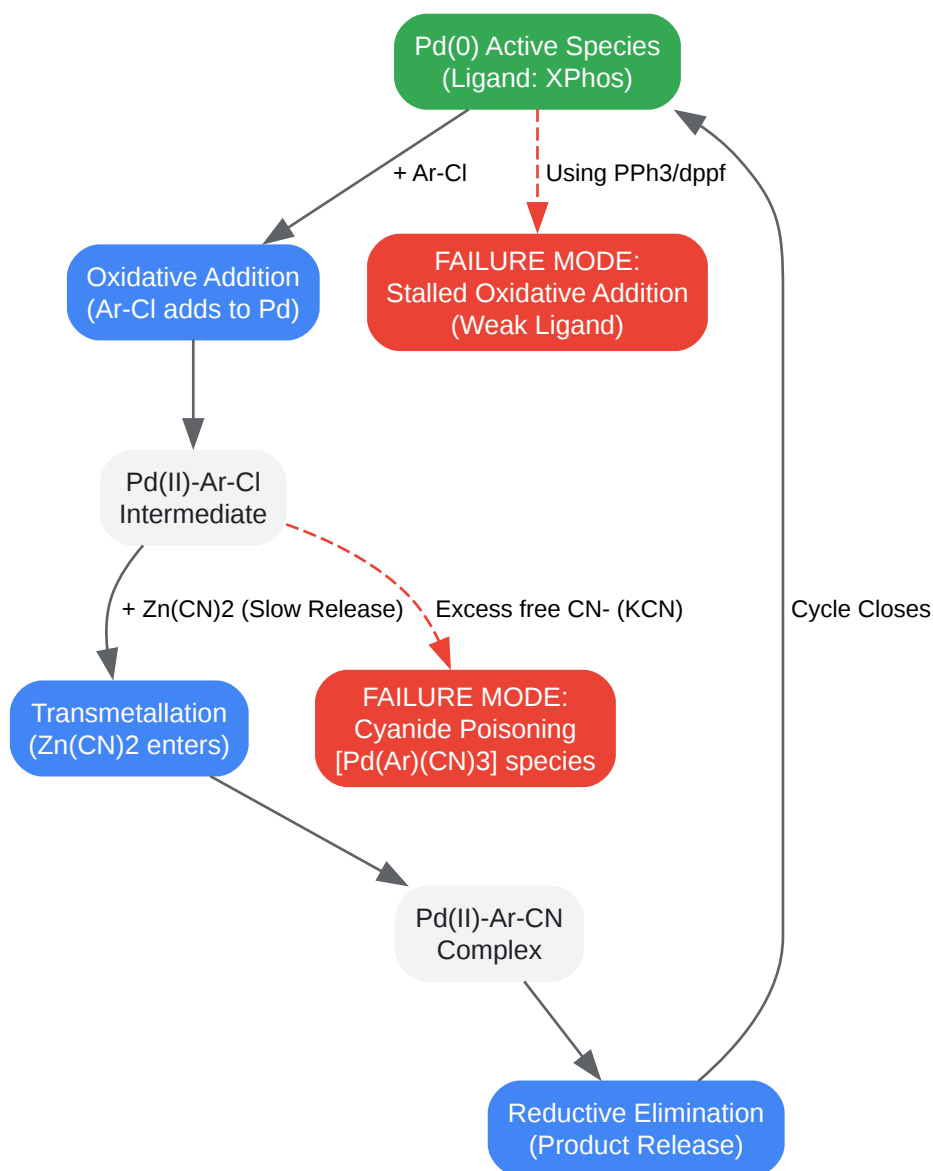 Pd(0) Active Species
(Ligand: XPhos)
+ Ar-Cl
Using PPh3/dppf
Oxidative Addition
(Ar-Cl adds to Pd)
FAILURE MODE:
Stalled Oxidative Addition
(Weak Ligand)
Pd(II)-Ar-Cl
Intermediate
+ Zn(CN)2 (Slow Release)
Excess free CN- (KCN)
Cycle Closes
Transmetallation
(Zn(CN)2 enters)
FAILURE MODE:
Cyanide Poisoning
[Pd(Ar)(CN)3] species
Pd(II)-Ar-CN
Complex
Reductive Elimination
(Product Release)